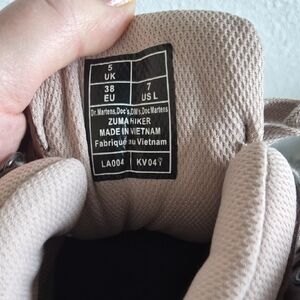 5
UK
38 7
EU US L
Dr.Martens,Doc's,DM's,Doc Martens
ZUMA HIKER
MADE IN VIETNAM
Fabriqué au Vietnam
LA004 KV04